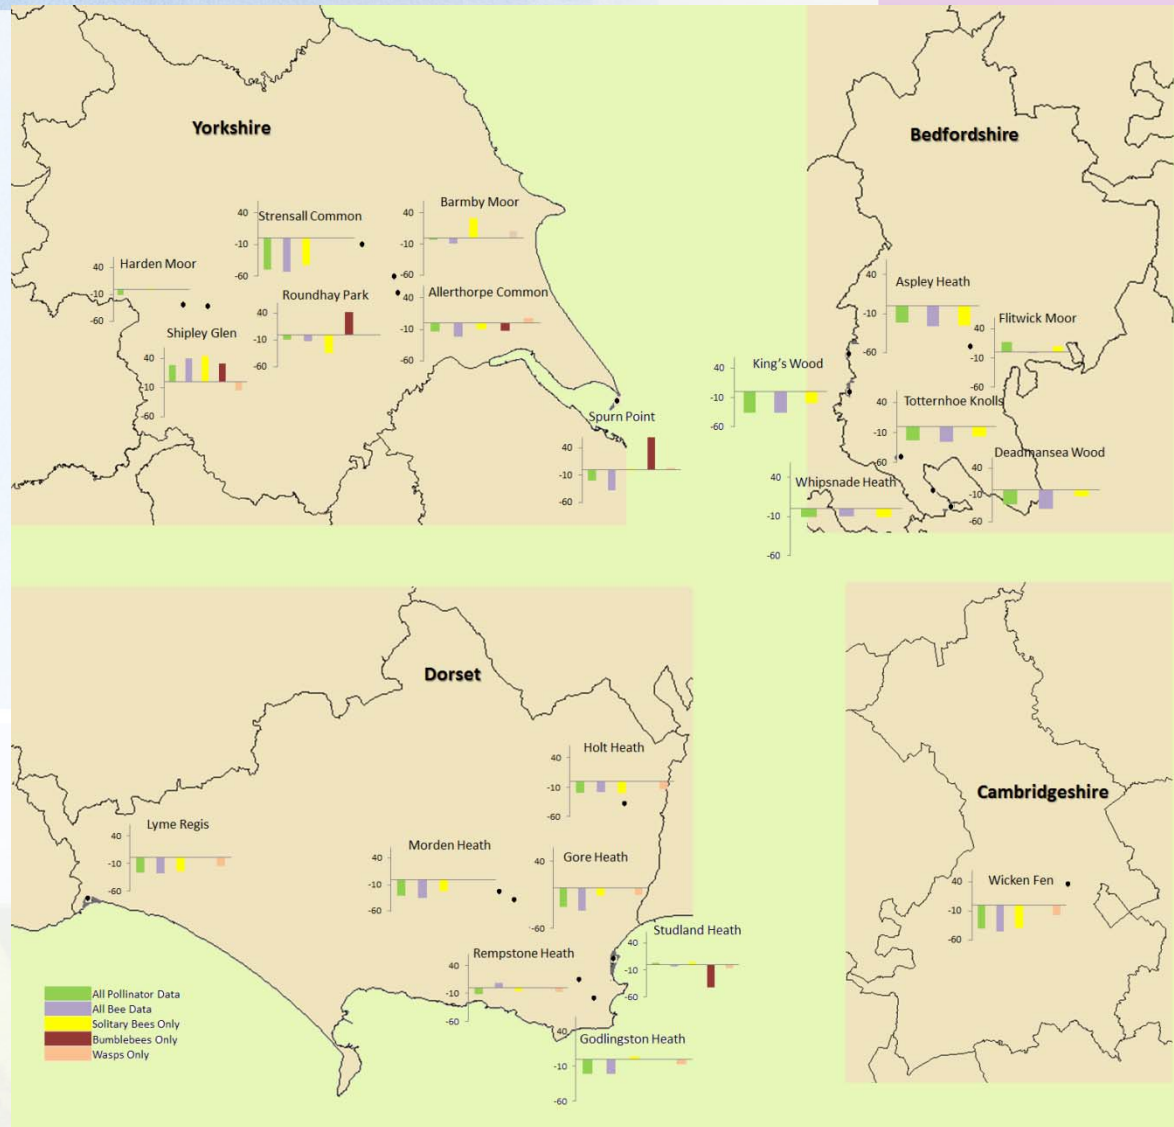 Yorkshire
Strensall Common
40
-10
-60
Barmby Moor
40
-10
-60
Harden Moor
40
-10
-60
Roundhay Park
40
-10
-60
Allerthorpe Common
40
-10
-60
Shipley Glen
40
-10
-60
Spurn Point
40
-10
-60
Bedfordshire
Aspley Heath
40
-10
-60
Flitwick Moor
40
-10
-60
King's Wood
40
-10
-60
Totternhoe Knolls
40
-10
-60
Deadmansea Wood
40
-10
-60
Whipsnade Heath
40
-10
-60
Dorset
Holt Heath
40
-10
-60
Lyme Regis
40
-10
-60
Morden Heath
40
-10
-60
Gore Heath
40
-10
-60
Studland Heath
40
-10
-60
Rempstone Heath
40
-10
-60
Godlingston Heath
40
-10
-60
All Pollinator Data
All Bee Data
Solitary Bees Only
Bumblebees Only
Wasps Only
Cambridgeshire
Wicken Fen
40
-10
-60